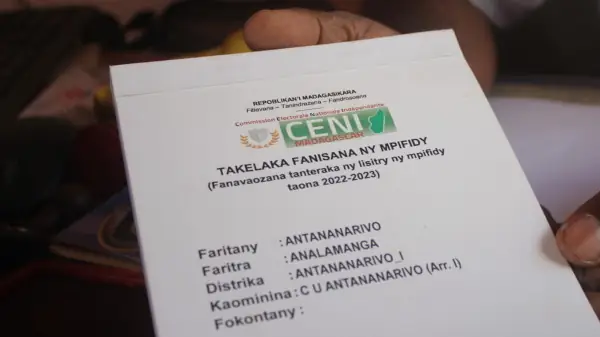 REPOBLIKAN'I MADAGASIKARA
Fitiavana – Tanindrazana – Fandrosoana
Commission Electorale Nationale Indépendante
CENI
MADAGASCAR
TAKELAKA FANISANA NY MPIFIDY
(Fanavaozana tanteraka ny lisitry ny mpifidy
taona 2022-2023)
Faritany : ANTANANARIVO
Faritra : ANALAMANGA
Distrika : ANTANANARIVO_I
Kaominina : C U ANTANANARIVO (Arr. I)
Fokontany :